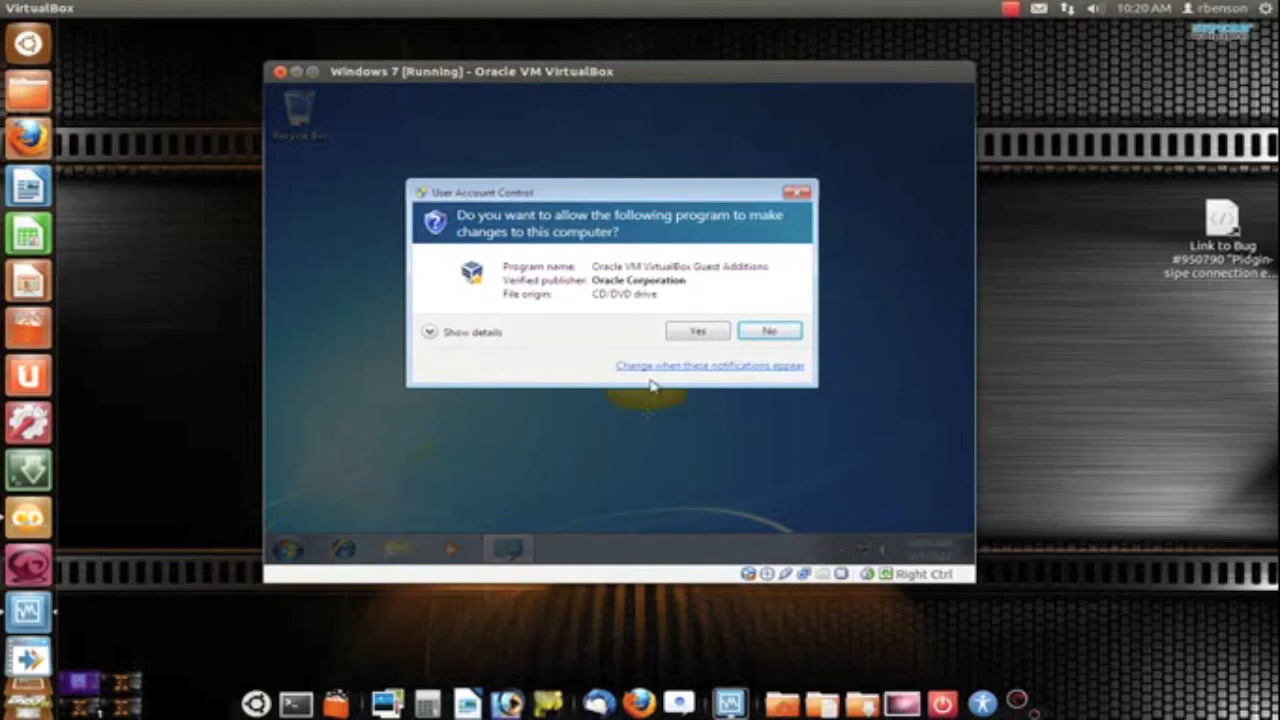 VirtualBox
10:20 AM
rbenson
Windows 7 [Running] - Oracle VM VirtualBox
Recycle Bin
User Account Control
Do you want to allow the following program to make
changes to this computer?
Program name: Oracle VM VirtualBox Guest Additions
Verified publisher: Oracle Corporation
File origin: CD/DVD drive
Show details
Yes
No
Change when these notifications appear
Link to Bug
#950790 "Pidgin-
sipe connection e...
Right Ctrl